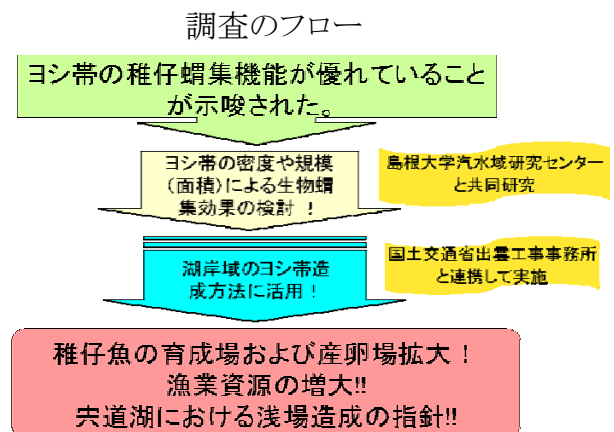 調査のフロー
ヨシ帯の稚仔蝟集機能が優れていること
が示唆された。
ヨシ帯の密度や規模
(面積)による生物蝟
集効果の検討！
島根大学汽水域研究センター
と共同研究
湖岸域のヨシ帯造
成方法に活用！
国土交通省出雲工事事務所
と連携して実施
稚仔魚の育成場および産卵場拡大！
漁業資源の増大!!
宍道湖における浅場造成の指針!!